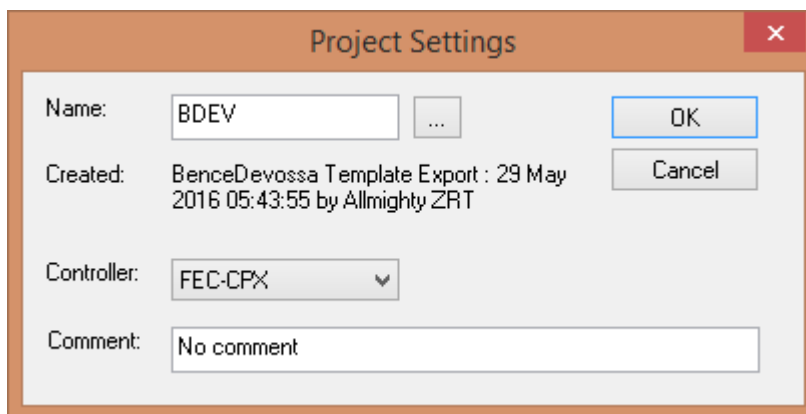 Project Settings
Name:
BDEV
...
OK
Created:
BenceDevossa Template Export : 29 May
2016 05:43:55 by Allmighty ZRT
Cancel
Controller:
FEC-CPX
Comment:
No comment